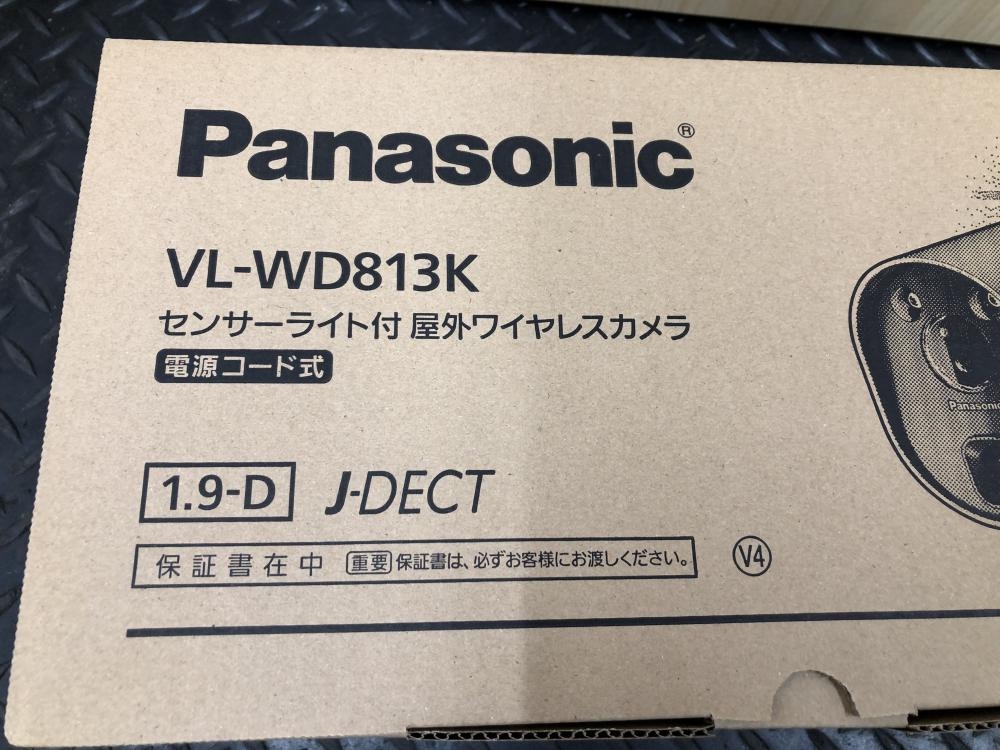 Panasonic®
VL-WD813K
センサーライト付 屋外ワイヤレスカメラ
電源コード式
1.9-D J-DECT
保証書在中 重要 保証書は、必ずお客様にお渡しください。 V4
Panasonic